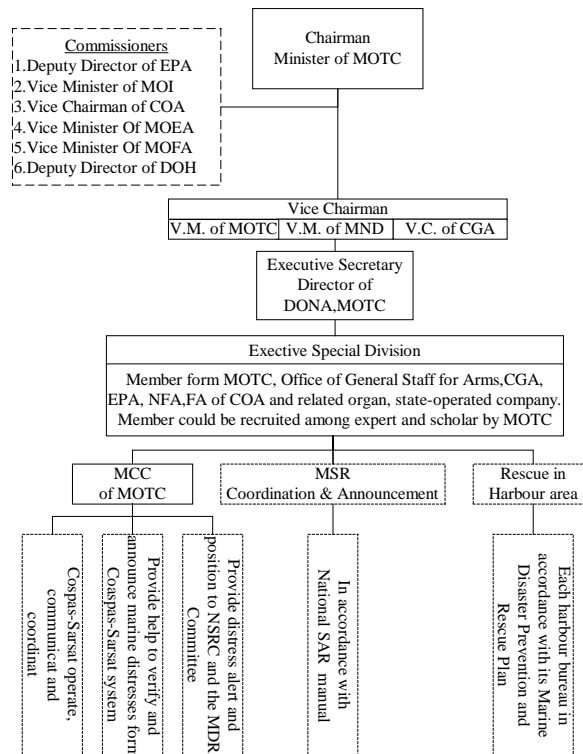 Commissioners
1.Deputy Director of EPA
2.Vice Minister of MOI
3.Vice Chairman of COA
4.Vice Minister Of MOEA
5.Vice Minister Of MOFA
6.Deputy Director of DOH
Chairman
Minister of MOTC
Vice Chairman
V.M. of MOTC
V.M. of MND
V.C. of CGA
Executive Secretary
Director of
DONA,MOTC
Exective Special Division
Member form MOTC, Office of General Staff for Arms,CGA,
EPA, NFA,FA of COA and related organ, state-operated company.
Member could be recruited among expert and scholar by MOTC
MCC
of MOTC
MSR
Coordination & Announcement
Rescue in
Harbour area
Cospas-Sarsat operate,
communicat and
coordinat
Provide help to verify and
announce marine distresses form
Coaspas-Sarsat system
Provide distress alert and
position to NSRC and the MDR
Committee
In accordance with
National SAR manual
Each harbour bureau in
accordance with its Marine
Disaster Prevention and
Rescue Plan